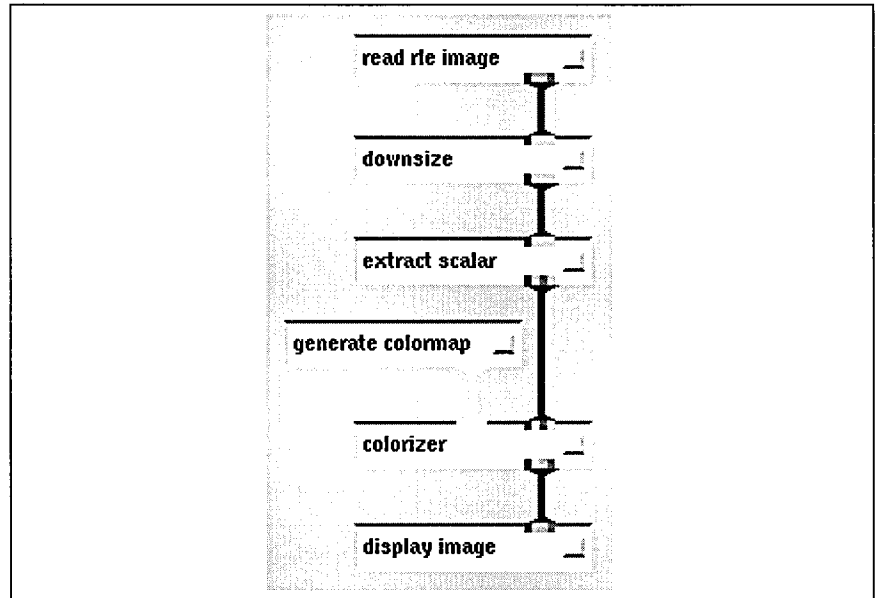 read rle image
downsize
extract scalar
generate colormap
colorizer
display image